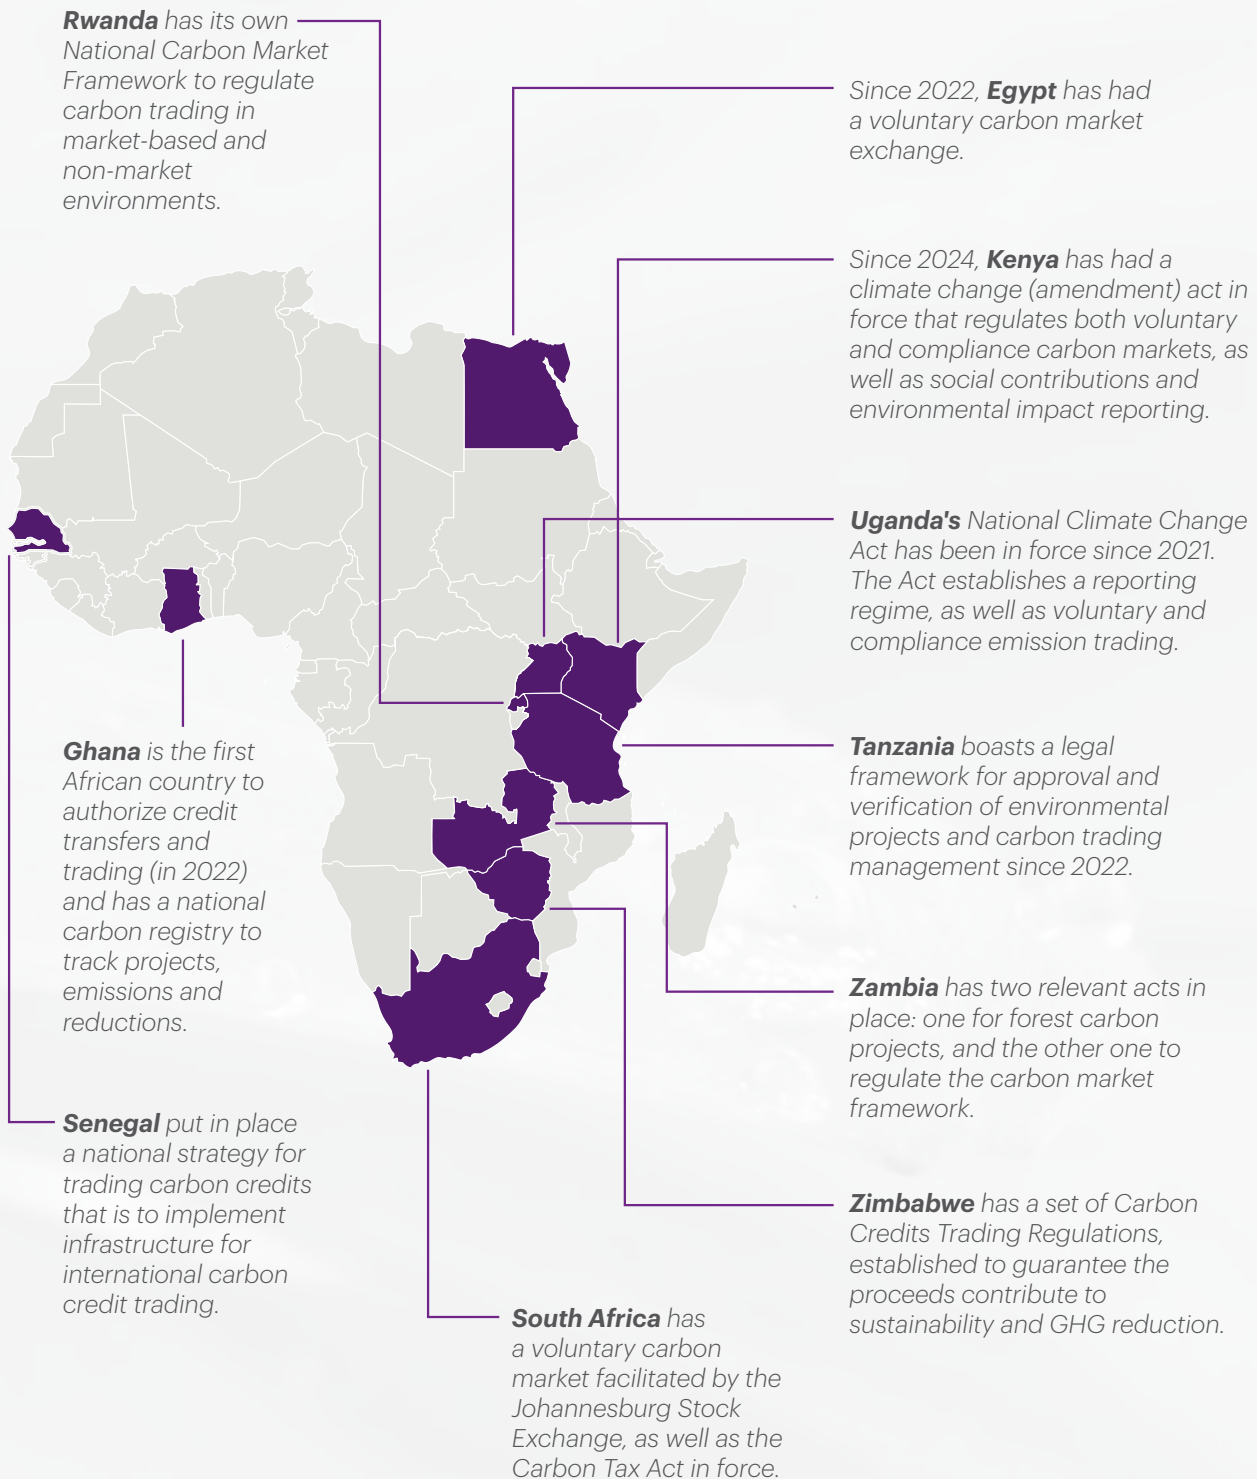 Rwanda has its own
National Carbon Market
Framework to regulate
carbon trading in
market-based and
non-market
environments.
Since 2022, Egypt has had
a voluntary carbon market
exchange.
Since 2024, Kenya has had a
climate change (amendment) act in
force that regulates both voluntary
and compliance carbon markets, as
well as social contributions and
environmental impact reporting.
Uganda's National Climate Change
Act has been in force since 2021.
The Act establishes a reporting
regime, as well as voluntary and
compliance emission trading.
Ghana is the first
African country to
authorize credit
transfers and
trading (in 2022)
and has a national
carbon registry to
track projects,
emissions and
reductions.
Tanzania boasts a legal
framework for approval and
verification of environmental
projects and carbon trading
management since 2022.
Zambia has two relevant acts in
place: one for forest carbon
projects, and the other one to
regulate the carbon market
framework.
Senegal put in place
a national strategy for
trading carbon credits
that is to implement
infrastructure for
international carbon
credit trading.
Zimbabwe has a set of Carbon
Credits Trading Regulations,
established to guarantee the
proceeds contribute to
sustainability and GHG reduction.
South Africa has
a voluntary carbon
market facilitated by the
Johannesburg Stock
Exchange, as well as the
Carbon Tax Act in force.